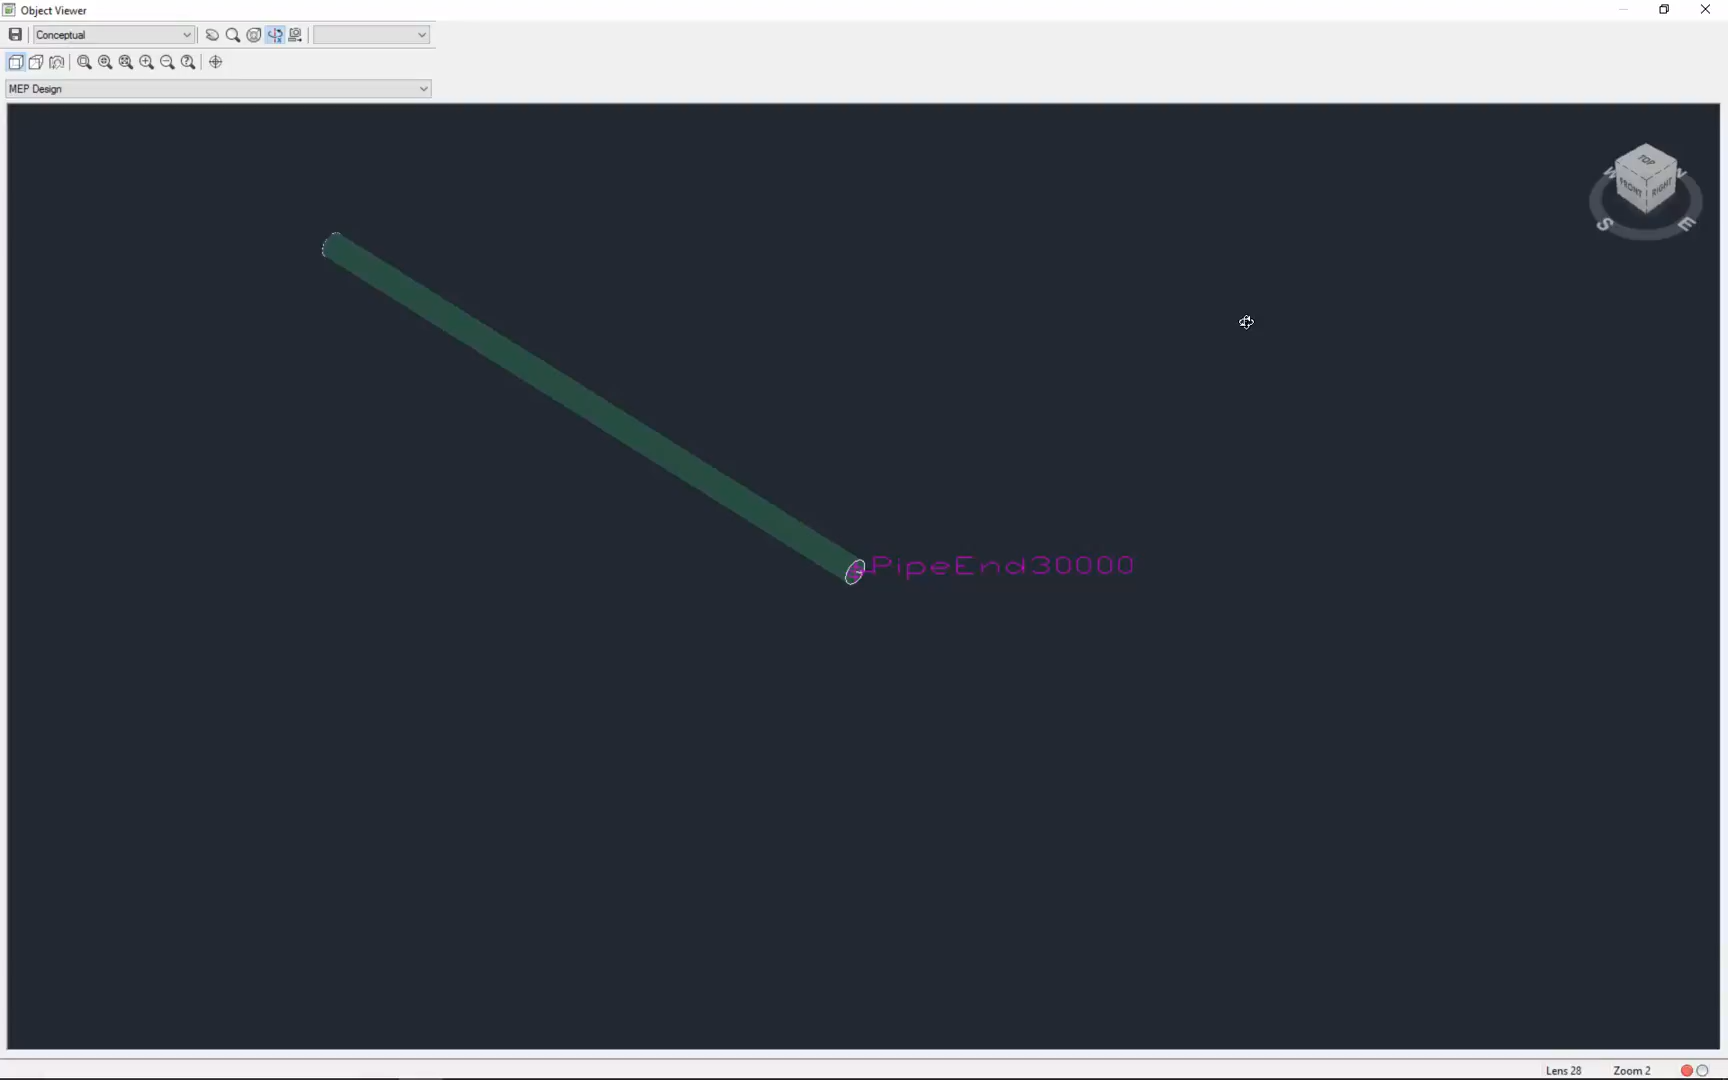 Object Viewer
Conceptual
MEP Design
TOP
FRONT
RIGHT
W
N
S
E
PipeEnd30000
Lens 28
Zoom 2